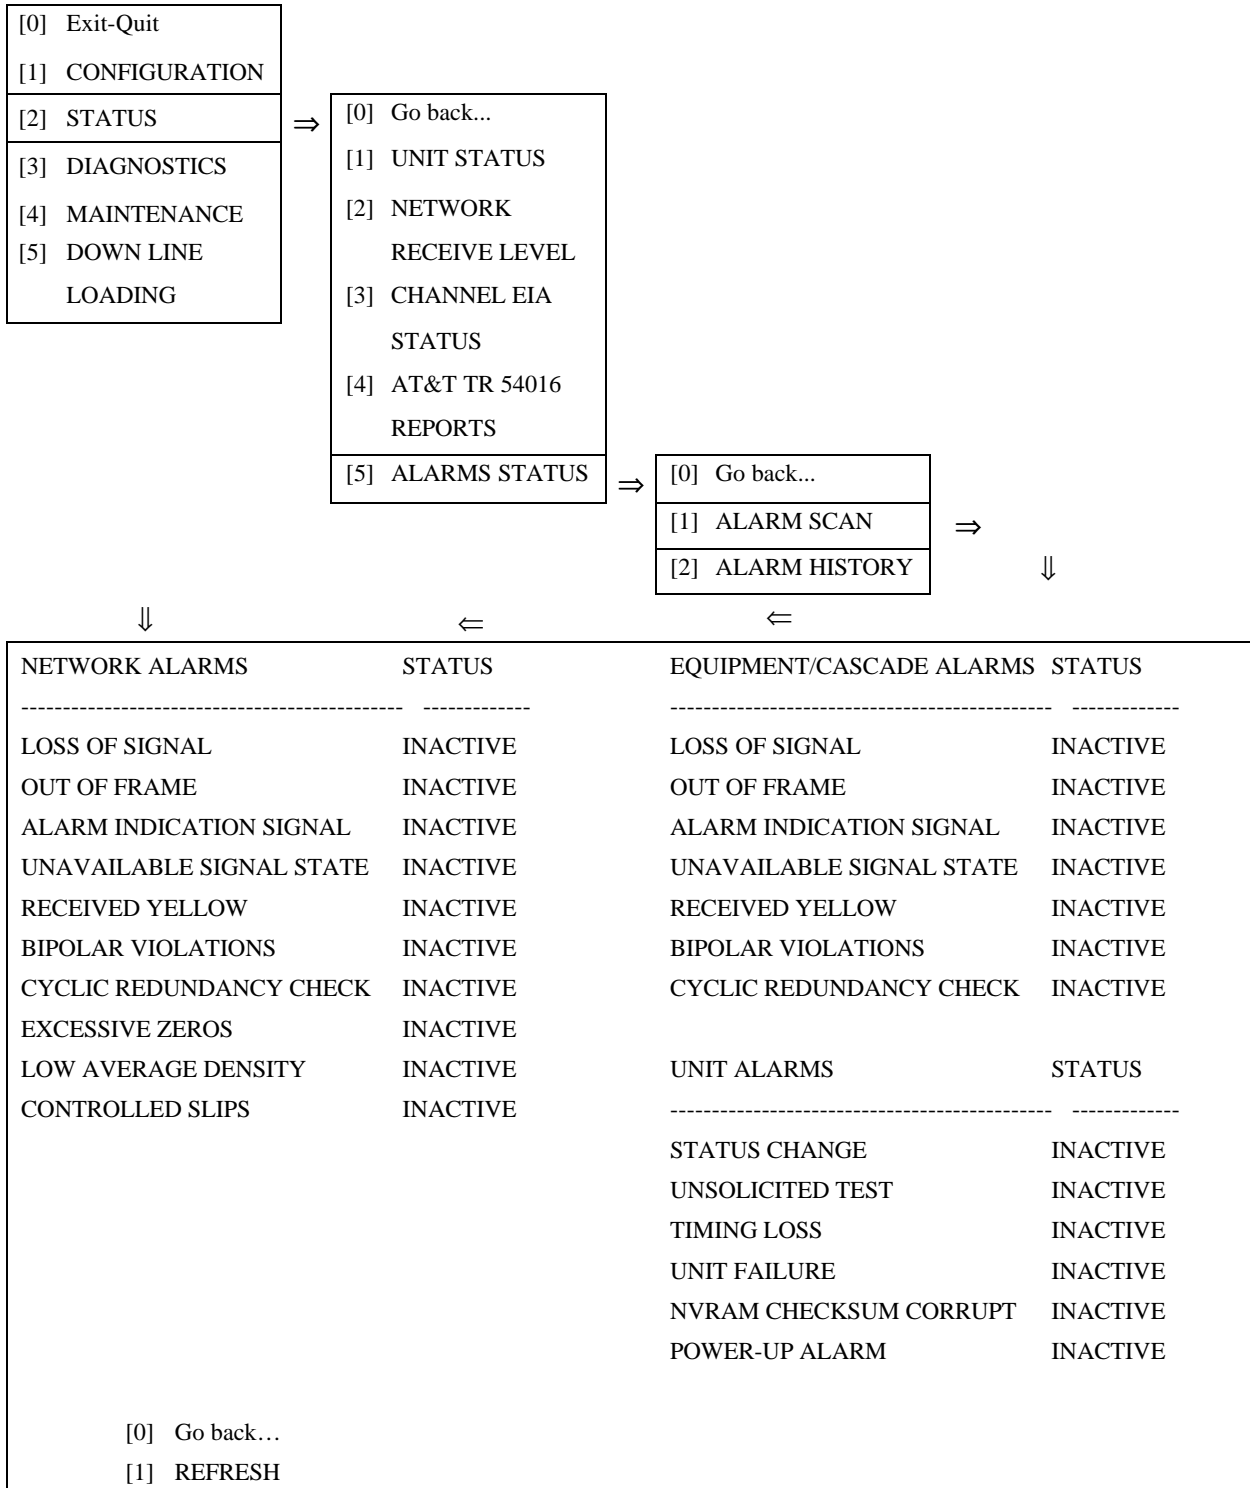 [0] Exit-Quit
[1] CONFIGURATION
[2] STATUS
[3] DIAGNOSTICS
[4] MAINTENANCE
[5] DOWN LINE
LOADING
⇒
[0] Go back...
[1] UNIT STATUS
[2] NETWORK
RECEIVE LEVEL
[3] CHANNEL EIA
STATUS
[4] AT&T TR 54016
REPORTS
[5] ALARMS STATUS
⇒
[0] Go back...
[1] ALARM SCAN ⇒
[2] ALARM HISTORY ⇓
⇓ ⇐ ⇐
NETWORK ALARMS STATUS
---------------------------------------------- -------------
LOSS OF SIGNAL INACTIVE
OUT OF FRAME INACTIVE
ALARM INDICATION SIGNAL INACTIVE
UNAVAILABLE SIGNAL STATE INACTIVE
RECEIVED YELLOW INACTIVE
BIPOLAR VIOLATIONS INACTIVE
CYCLIC REDUNDANCY CHECK INACTIVE
EXCESSIVE ZEROS INACTIVE
LOW AVERAGE DENSITY INACTIVE
CONTROLLED SLIPS INACTIVE
EQUIPMENT/CASCADE ALARMS STATUS
---------------------------------------------- -------------
LOSS OF SIGNAL INACTIVE
OUT OF FRAME INACTIVE
ALARM INDICATION SIGNAL INACTIVE
UNAVAILABLE SIGNAL STATE INACTIVE
RECEIVED YELLOW INACTIVE
BIPOLAR VIOLATIONS INACTIVE
CYCLIC REDUNDANCY CHECK INACTIVE
UNIT ALARMS STATUS
---------------------------------------------- -------------
STATUS CHANGE INACTIVE
UNSOLICITED TEST INACTIVE
TIMING LOSS INACTIVE
UNIT FAILURE INACTIVE
NVRAM CHECKSUM CORRUPT INACTIVE
POWER-UP ALARM INACTIVE
[0] Go back…
[1] REFRESH